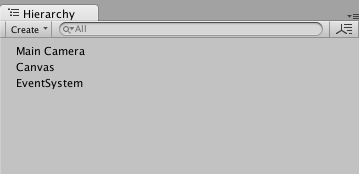 Hierarchy
Create All
Main Camera
Canvas
EventSystem